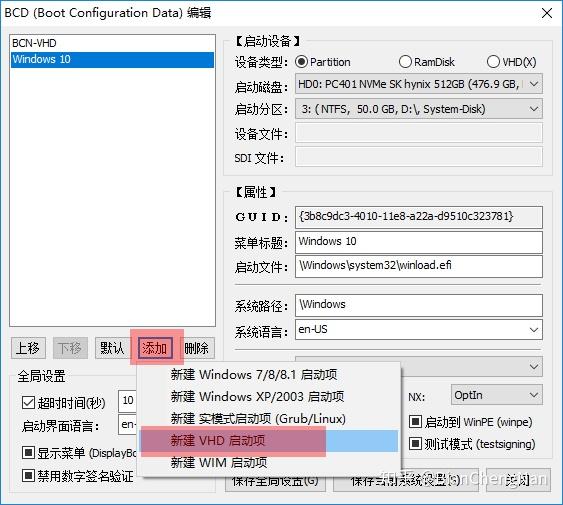 BCD (Boot Configuration Data) 编辑
BCN-VHD
Windows 10
上移
下移
默认
添加
删除
全局设置
超时时间(秒)
10
启动界面语言:
en-
显示菜单 (DisplayBo
禁用数字签名验证
【启动设备】
设备类型:
Partition
RamDisk
VHD(X)
启动磁盘:
HD0: PC401 NVMe SK hynix 512GB (476.9 GB,
启动分区:
3: ( NTFS, 50.0 GB, D:\, System-Disk)
设备文件:
SDI 文件:
【属性】
GUID:
{3b8c9dc3-4010-11e8-a22a-d9510c323781}
菜单标题:
Windows 10
启动文件:
\Windows\system32\winload.efi
系统路径:
\Windows
系统语言:
en-US
NX:
OptIn
启动到 WinPE (winpe)
测试模式 (testsigning)
新建 Windows 7/8/8.1 启动项
新建 Windows XP/2003 启动项
新建 实模式启动项 (Grub/Linux)
新建 VHD 启动项
新建 WIM 启动项
保存全局设置(G)
保存当前系统设置(S)
关闭